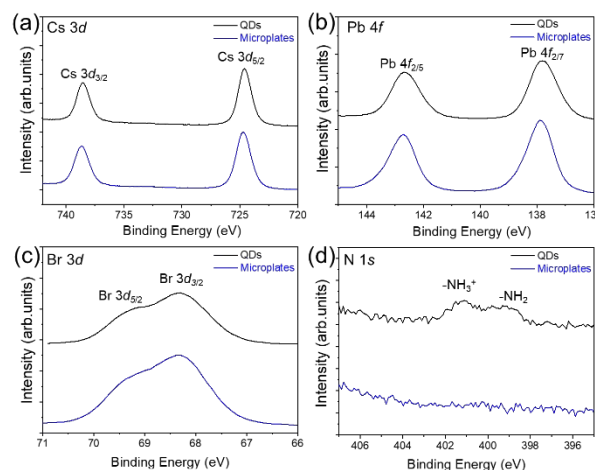 (a) Cs 3d
QDs
Microplates
Cs 3d3/2
Cs 3d5/2
Intensity (arb.units)
740 735 730 725 720
Binding Energy (eV)
(b) Pb 4f
QDs
Microplates
Pb 4f2/5
Pb 4f2/7
Intensity (arb.units)
144 142 140 138 13
Binding Energy (eV)
(c) Br 3d
QDs
Microplates
Br 3d5/2
Br 3d3/2
Intensity (arb.units)
71 70 69 68 67 66
Binding Energy (eV)
(d) N 1s
QDs
Microplates
-NH3+
-NH2
Intensity (arb.units)
406 404 402 400 398 396
Binding Energy (eV)